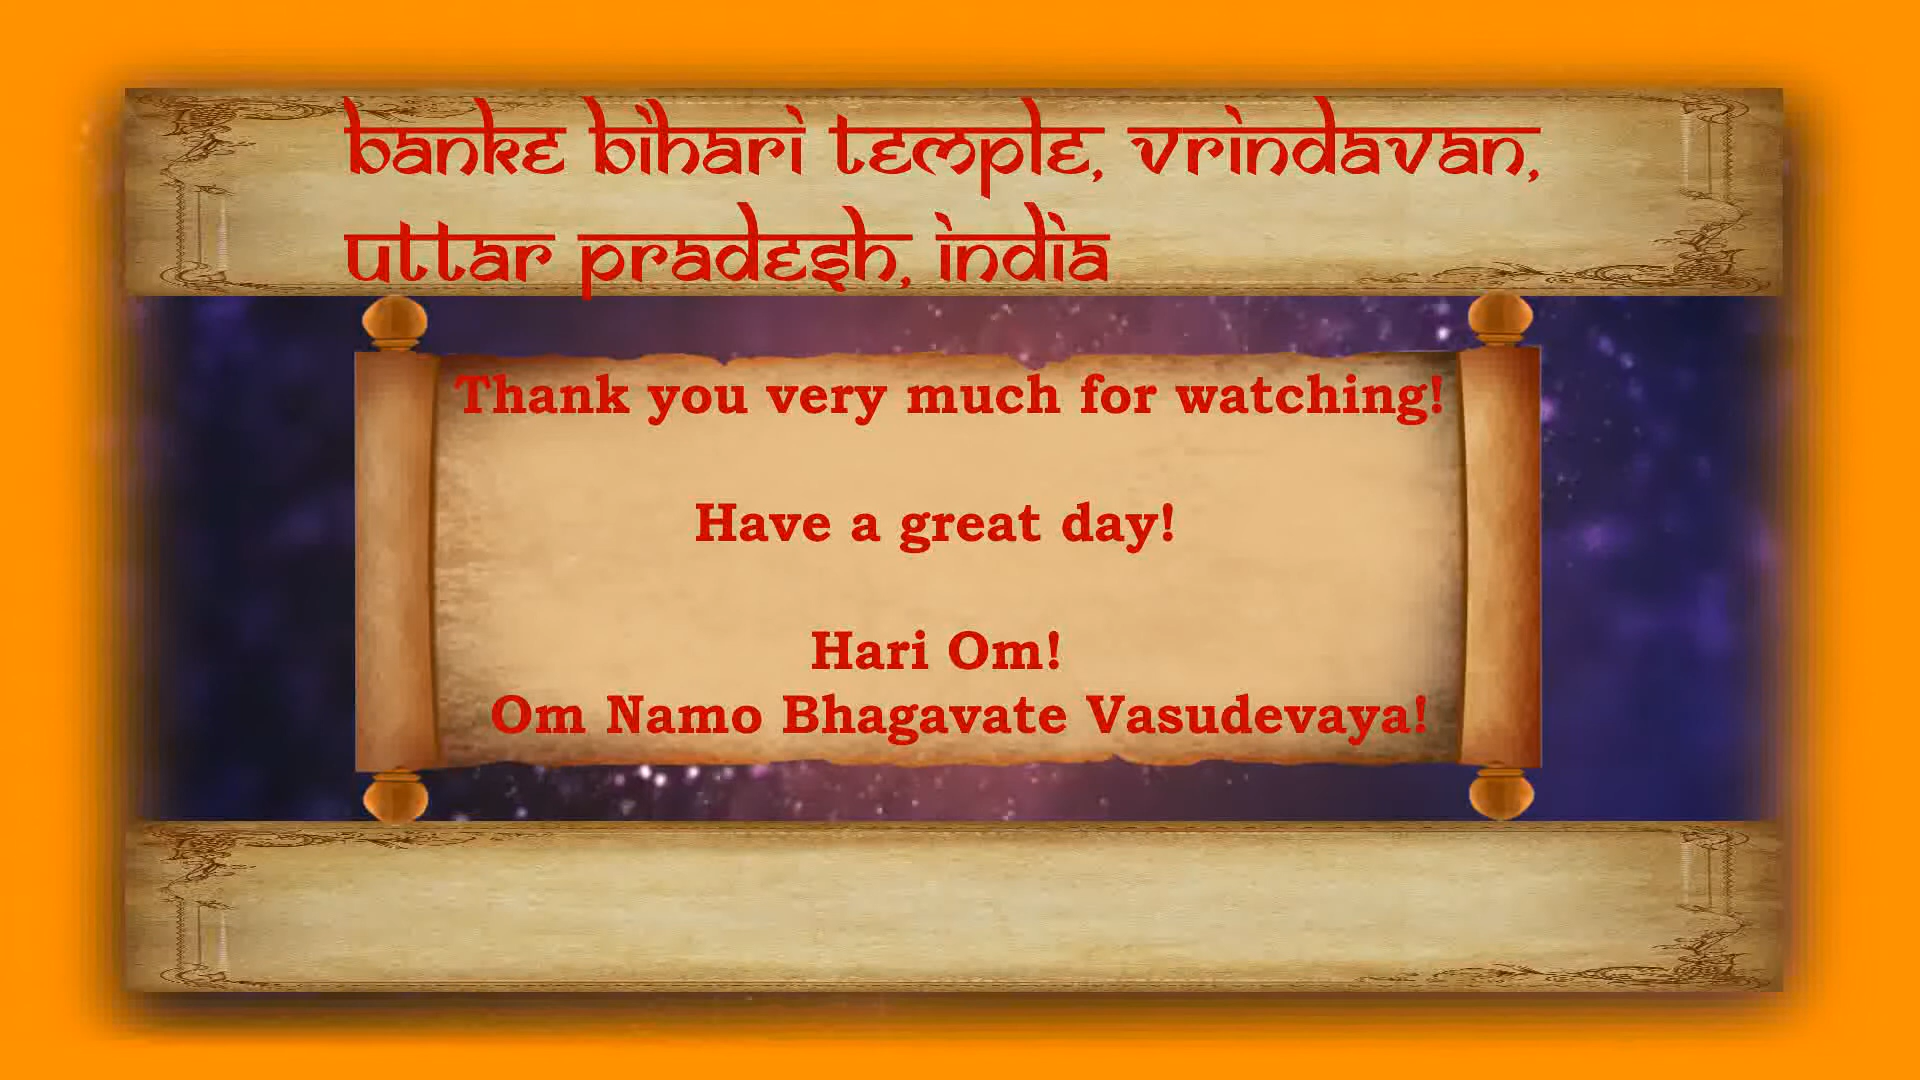 Banke Bihari Temple, Vrindavan,
Uttar Pradesh, India
Thank you very much for watching!
Have a great day!
Hari Om!
Om Namo Bhagavate Vasudevaya!